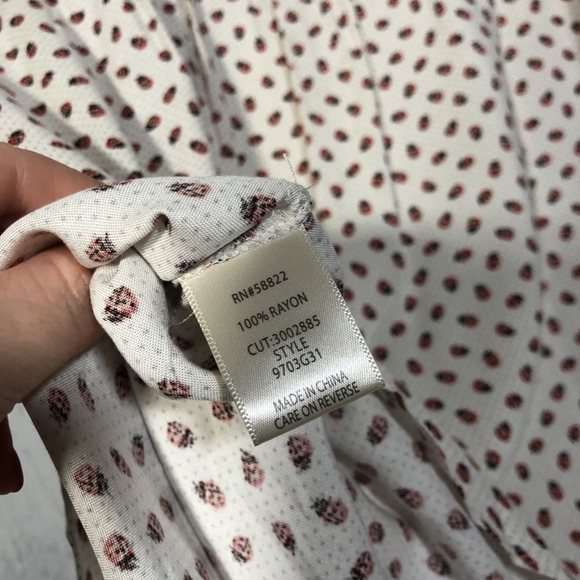 RN#58822
100% RAYON
CUT:3002885
STYLE
9703G31
MADE IN CHINA
CARE ON REVERSE